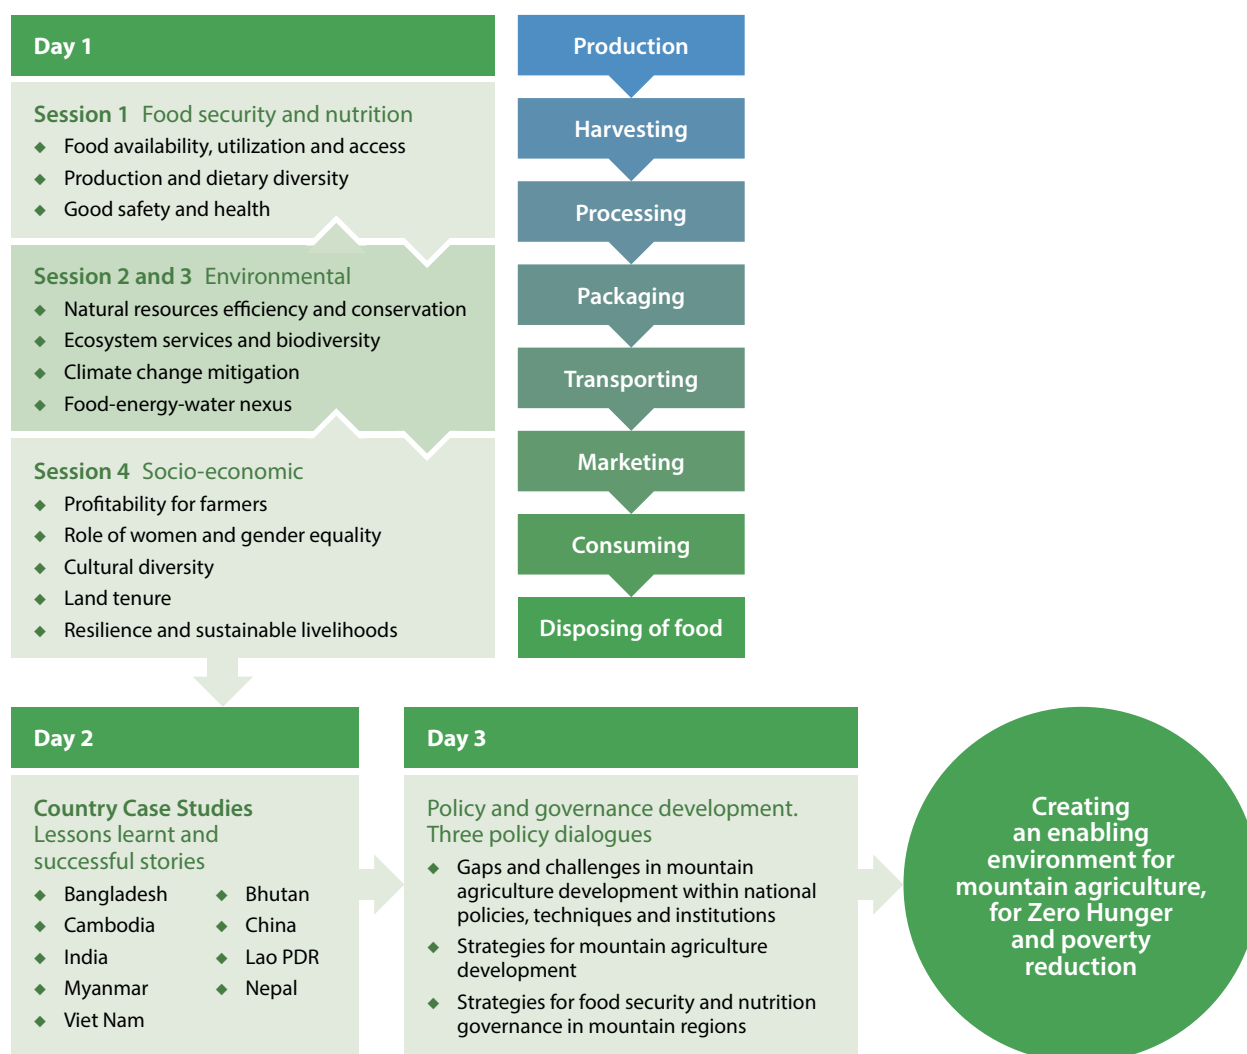 Day 1
Session 1 Food security and nutrition
Food availability, utilization and access
Production and dietary diversity
Good safety and health
Session 2 and 3 Environmental
Natural resources efficiency and conservation
Ecosystem services and biodiversity
Climate change mitigation
Food-energy-water nexus
Session 4 Socio-economic
Profitability for farmers
Role of women and gender equality
Cultural diversity
Land tenure
Resilience and sustainable livelihoods
Production
Harvesting
Processing
Packaging
Transporting
Marketing
Consuming
Disposing of food
Day 2
Country Case Studies
Lessons learnt and
successful stories
Bangladesh
Cambodia
India
Myanmar
Viet Nam
Bhutan
China
Lao PDR
Nepal
Day 3
Policy and governance development.
Three policy dialogues
Gaps and challenges in mountain
agriculture development within national
policies, techniques and institutions
Strategies for mountain agriculture
development
Strategies for food security and nutrition
governance in mountain regions
Creating
an enabling
environment for
mountain agriculture,
for Zero Hunger
and poverty
reduction